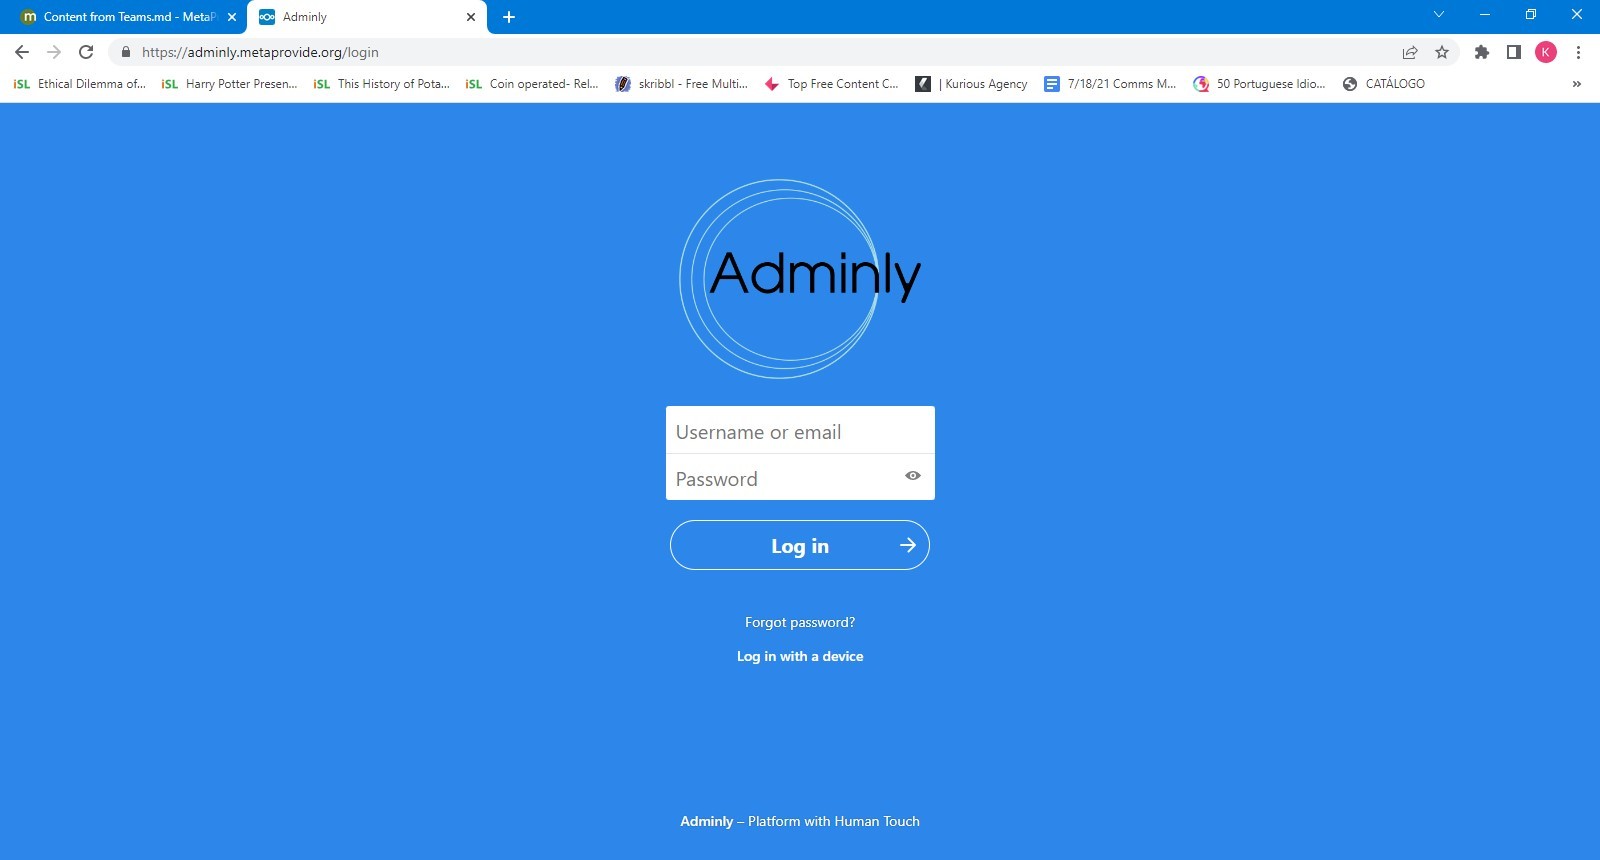 Content from Teams.md - MetaP
Adminly
https://adminly.metaprovide.org/login
K
iSL Ethical Dilemma of...
iSL Harry Potter Presen...
iSL This History of Pota...
iSL Coin operated- Rel...
skribbl - Free Multi...
Top Free Content C...
| Kurious Agency
7/18/21 Comms M...
50 Portuguese Idio...
CATÁLOGO
»
Adminly
Username or email
Password
Log in
Forgot password?
Log in with a device
Adminly – Platform with Human Touch